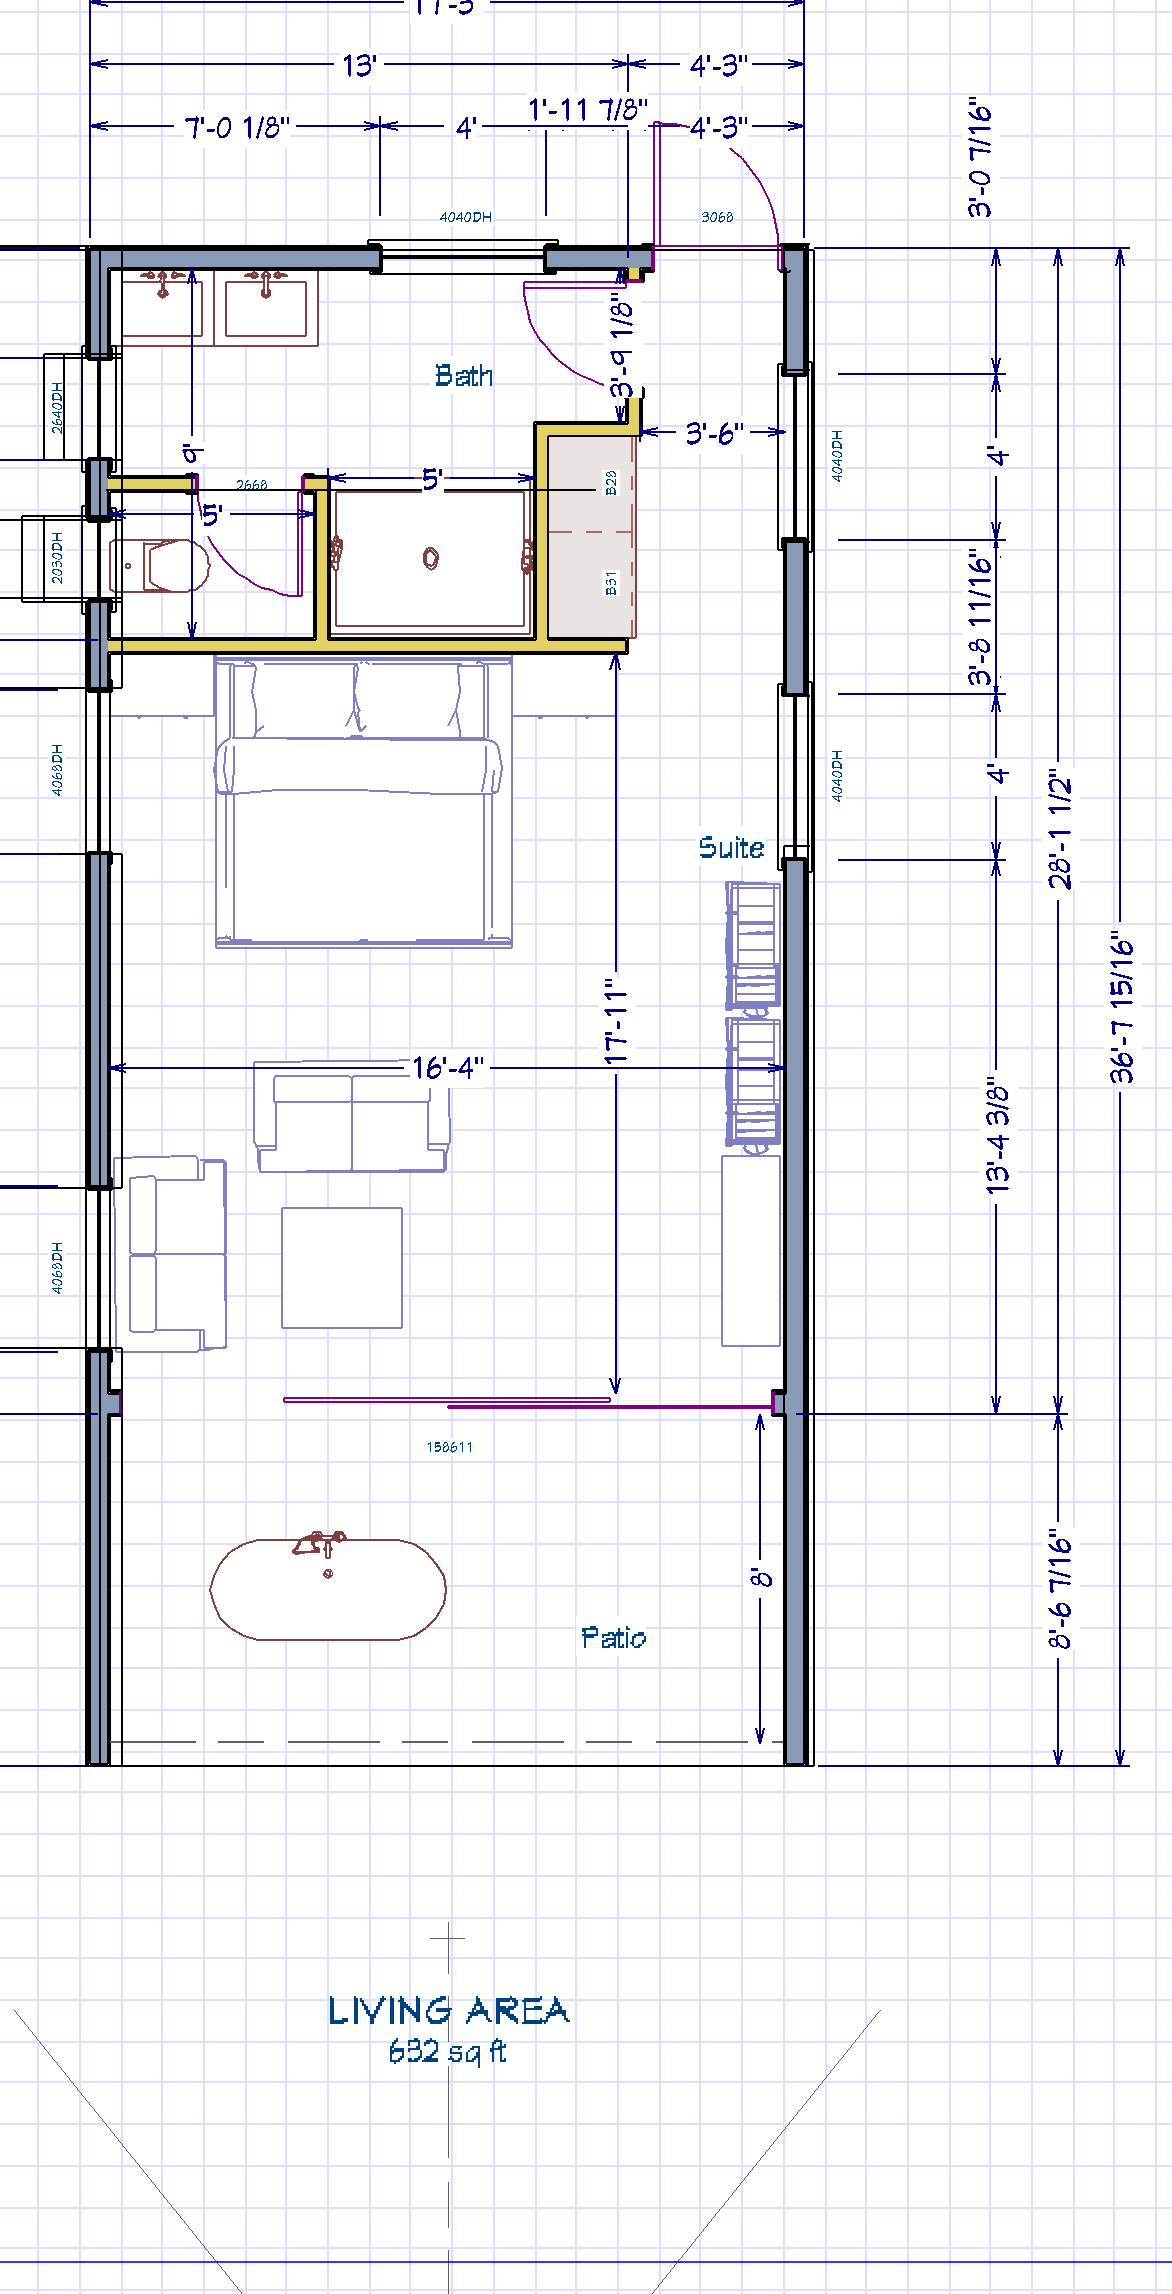 13'
4'-3"
1'-11 7/8"
7'-0 1/8"
4'
4'-3"
3'-0 7/16"
4040DH
3068
3'-9 1/8"
Bath
2640DH
9'
3'-6"
4'
4040DH
2668
5'
B28
5'
2030DH
B31
3'-8 11/16"
4068DH
4'
4040DH
28'-1 1/2"
Suite
17'-11"
36'-7 15/16"
16'-4"
13'-4 3/8"
4068DH
158611
8'
8'-6 7/16"
Patio
LIVING AREA
632 sq ft